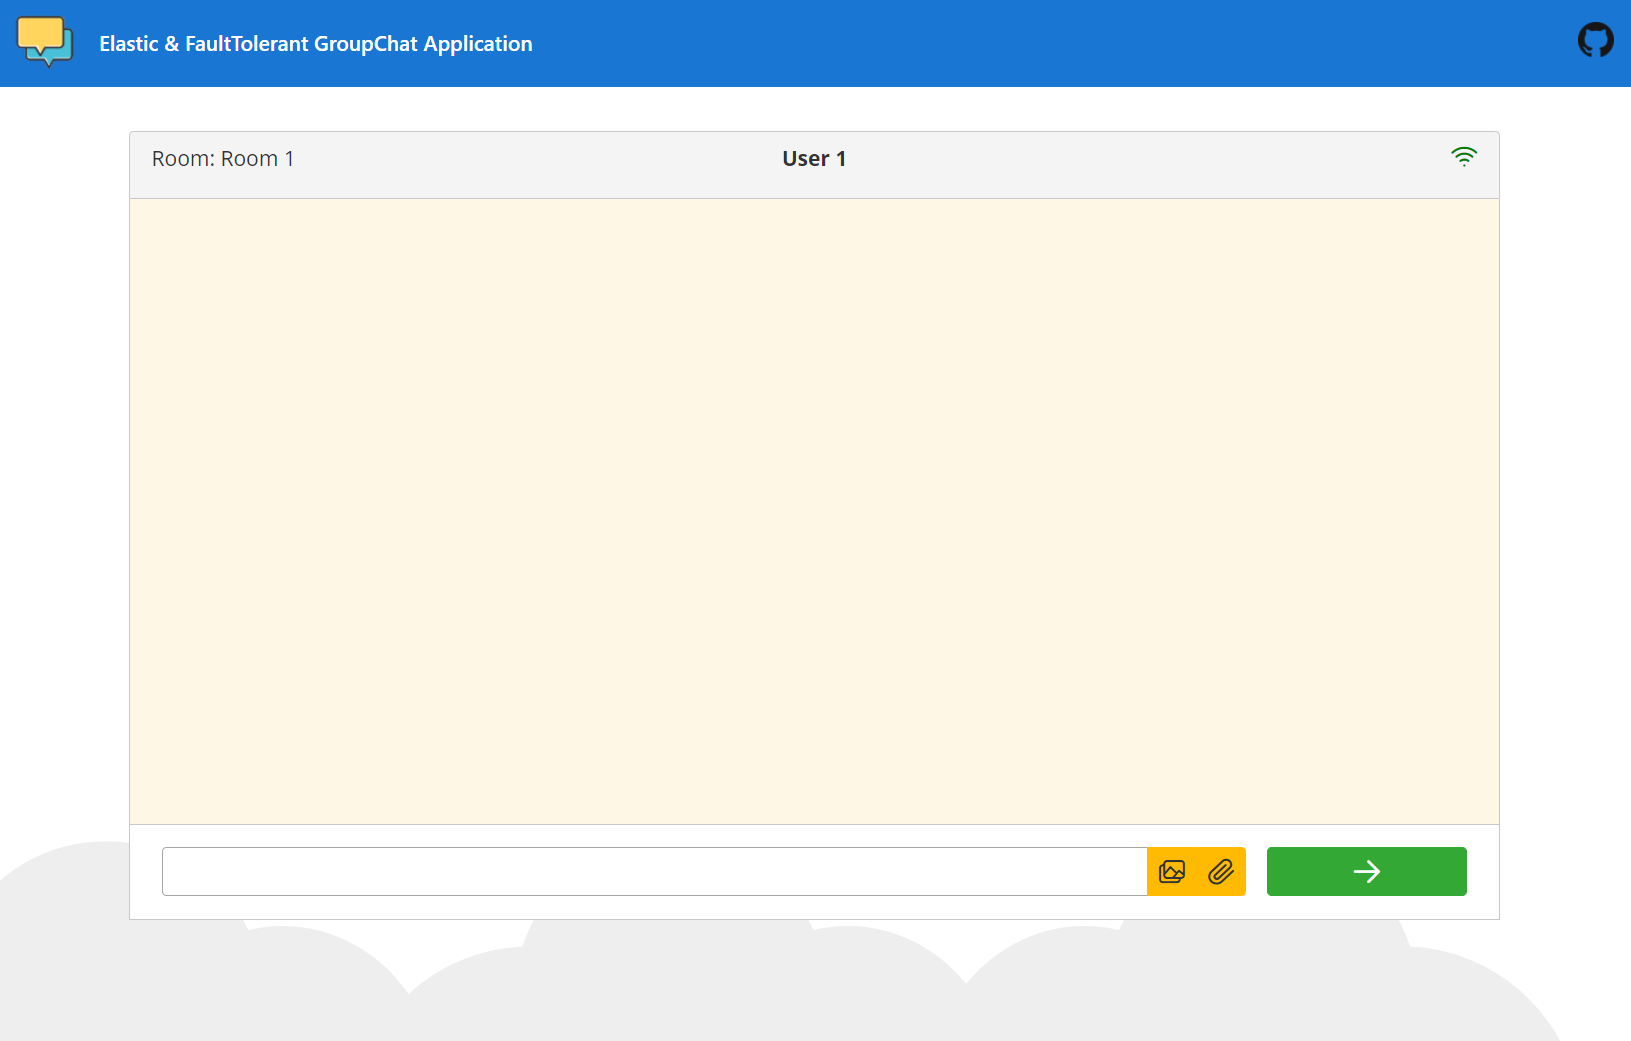 Elastic & FaultTolerant GroupChat Application
Room: Room 1
User 1